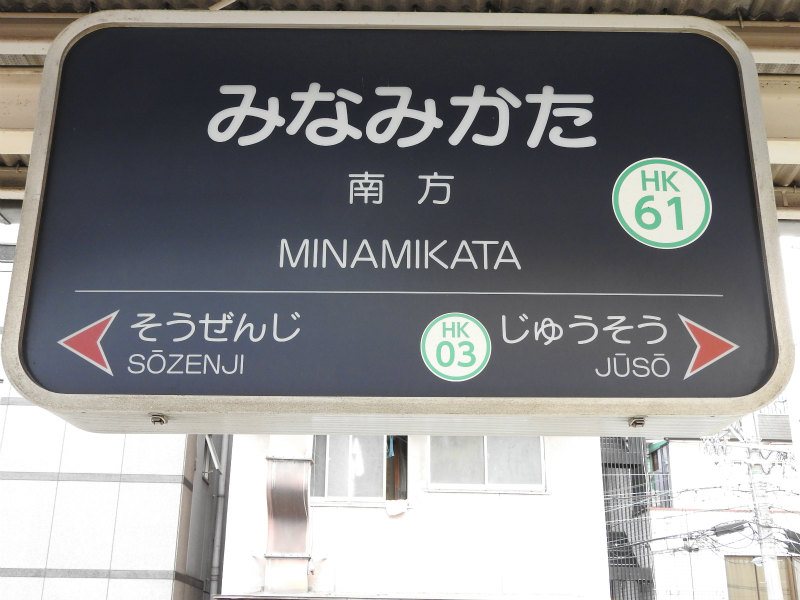 みなみかた
南方
HK
61
MINAMIKATA
そうぜんじ
SŌZENJI
HK
03
じゅうそう
JŪSŌ